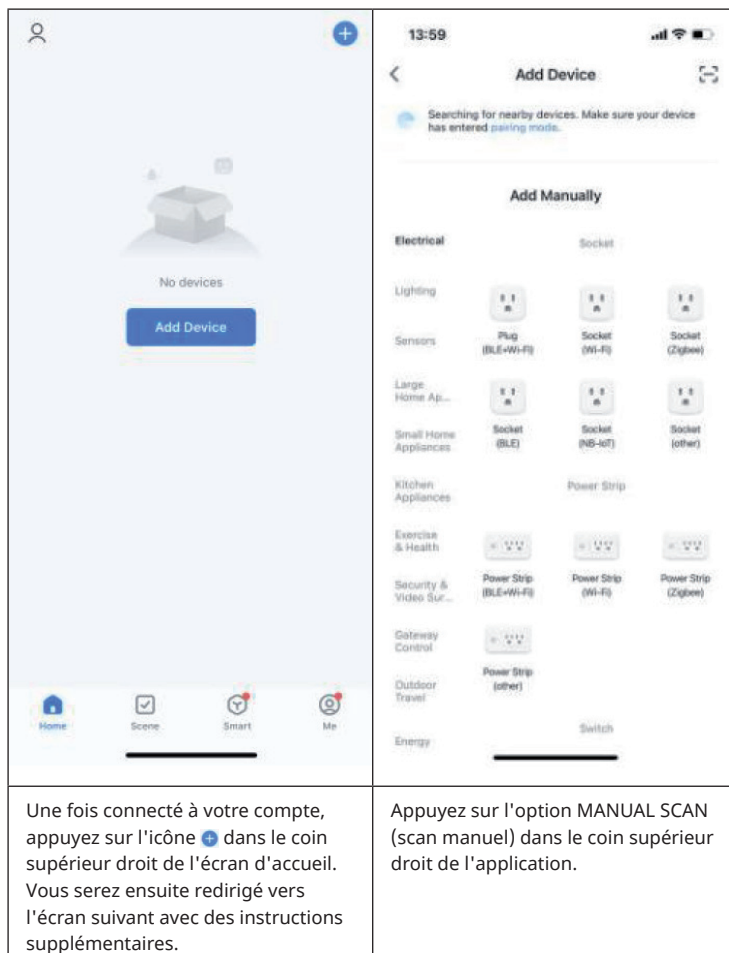 No devices
Add Device
Home
Scene
Smart
Me
13:59
Add Device
Searching for nearby devices. Make sure your device
has entered pairing mode.
Add Manually
Electrical
Lighting
Sensors
Large
Home Ap...
Small Home
Appliances
Kitchen
Appliances
Exercise
& Health
Security &
Video Sur...
Gateway
Control
Outdoor
Travel
Energy
Socket
Plug
(BLE+Wi-Fi)
Socket
(Wi-Fi)
Socket
(Zigbee)
Socket
(BLE)
Socket
(NB-IoT)
Socket
(other)
Power Strip
Power Strip
(BLE+Wi-Fi)
Power Strip
(Wi-Fi)
Power Strip
(Zigbee)
Power Strip
(other)
Switch
Une fois connecté à votre compte,
appuyez sur l'icône dans le coin
supérieur droit de l'écran d'accueil.
Vous serez ensuite redirigé vers
l'écran suivant avec des instructions
supplémentaires.
Appuyez sur l'option MANUAL SCAN
(scan manuel) dans le coin supérieur
droit de l'application.